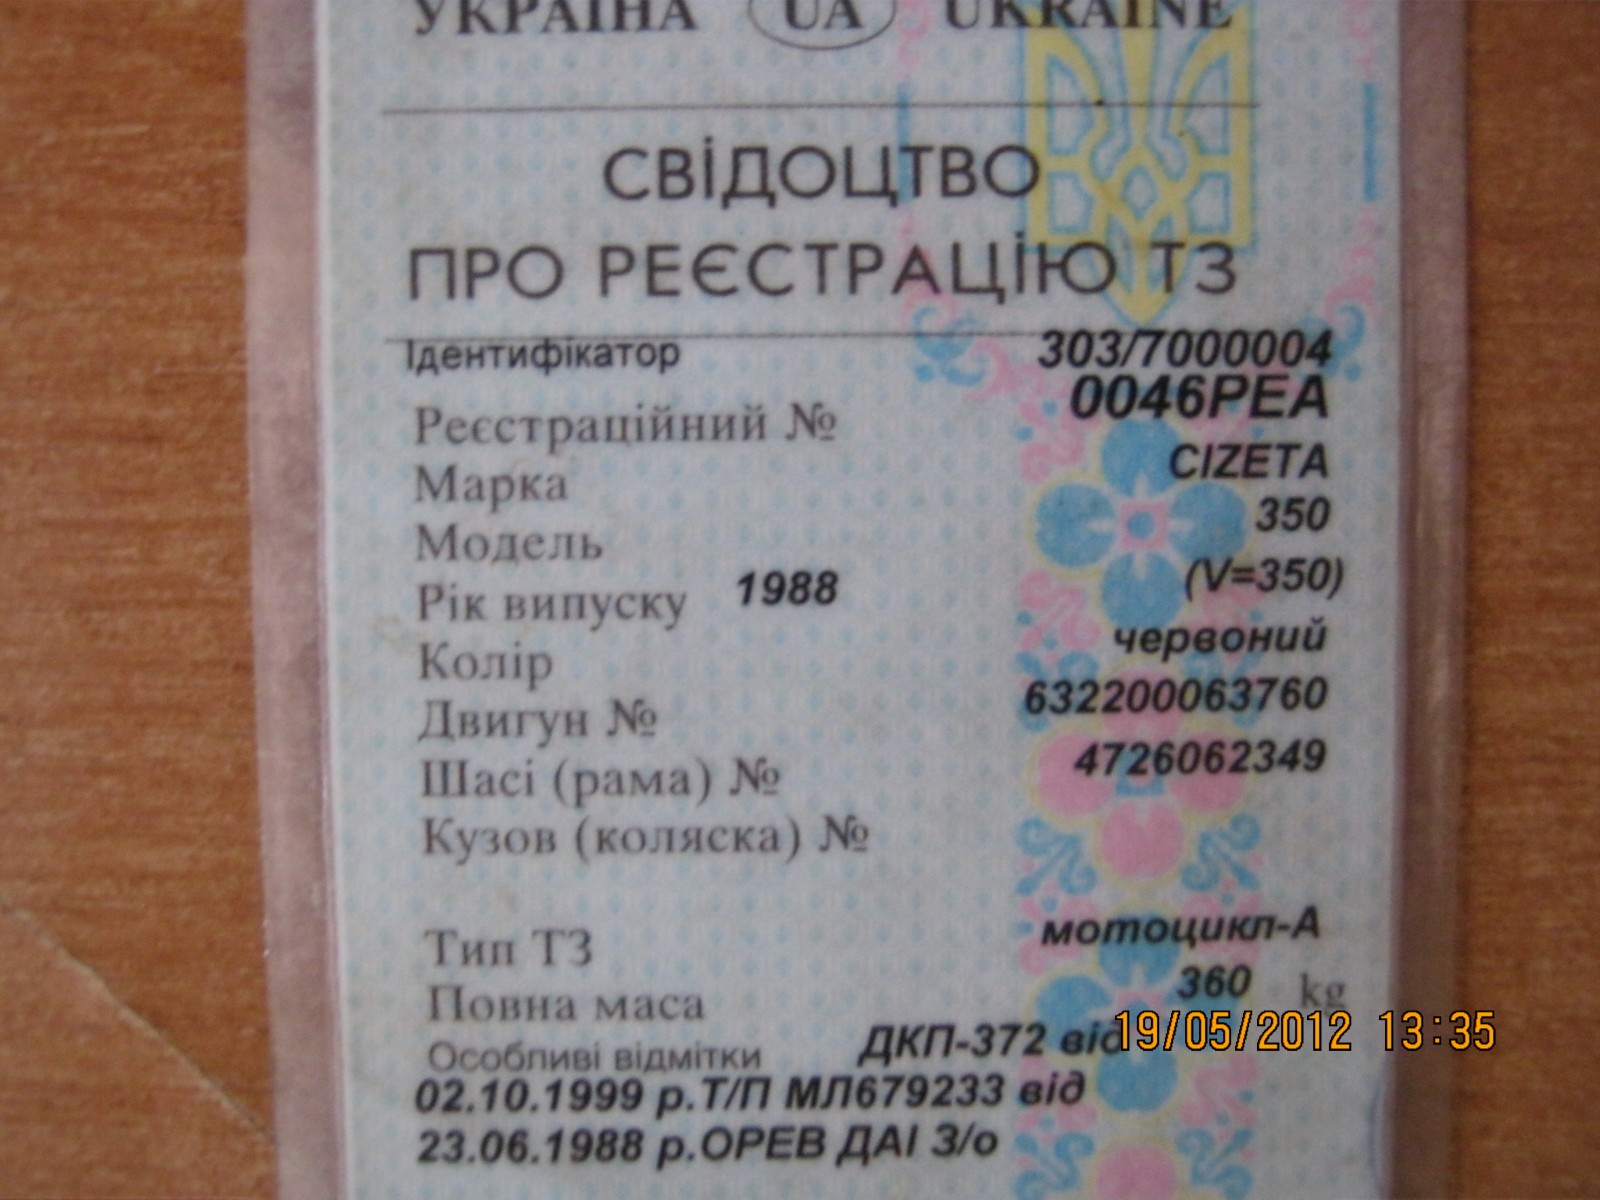 УКРАЇНА UA UKRAINE
СВІДОЦТВО
ПРО РЕЄСТРАЦІЮ ТЗ
Ідентифікатор 303/7000004
Реєстраційний № 0046РЕА
Марка CIZETA
Модель 350
Рік випуску 1988 (V=350)
Колір червоний
Двигун № 632200063760
Шасі (рама) № 4726062349
Кузов (коляска) №
Тип ТЗ мотоцикл-А
Повна маса 360 kg
Особливі відмітки ДКП-372 від
19/05/2012 13:35
02.10.1999 р.Т/П МЛ679233 від
23.06.1988 р.ОРЕВ ДАІ З/о